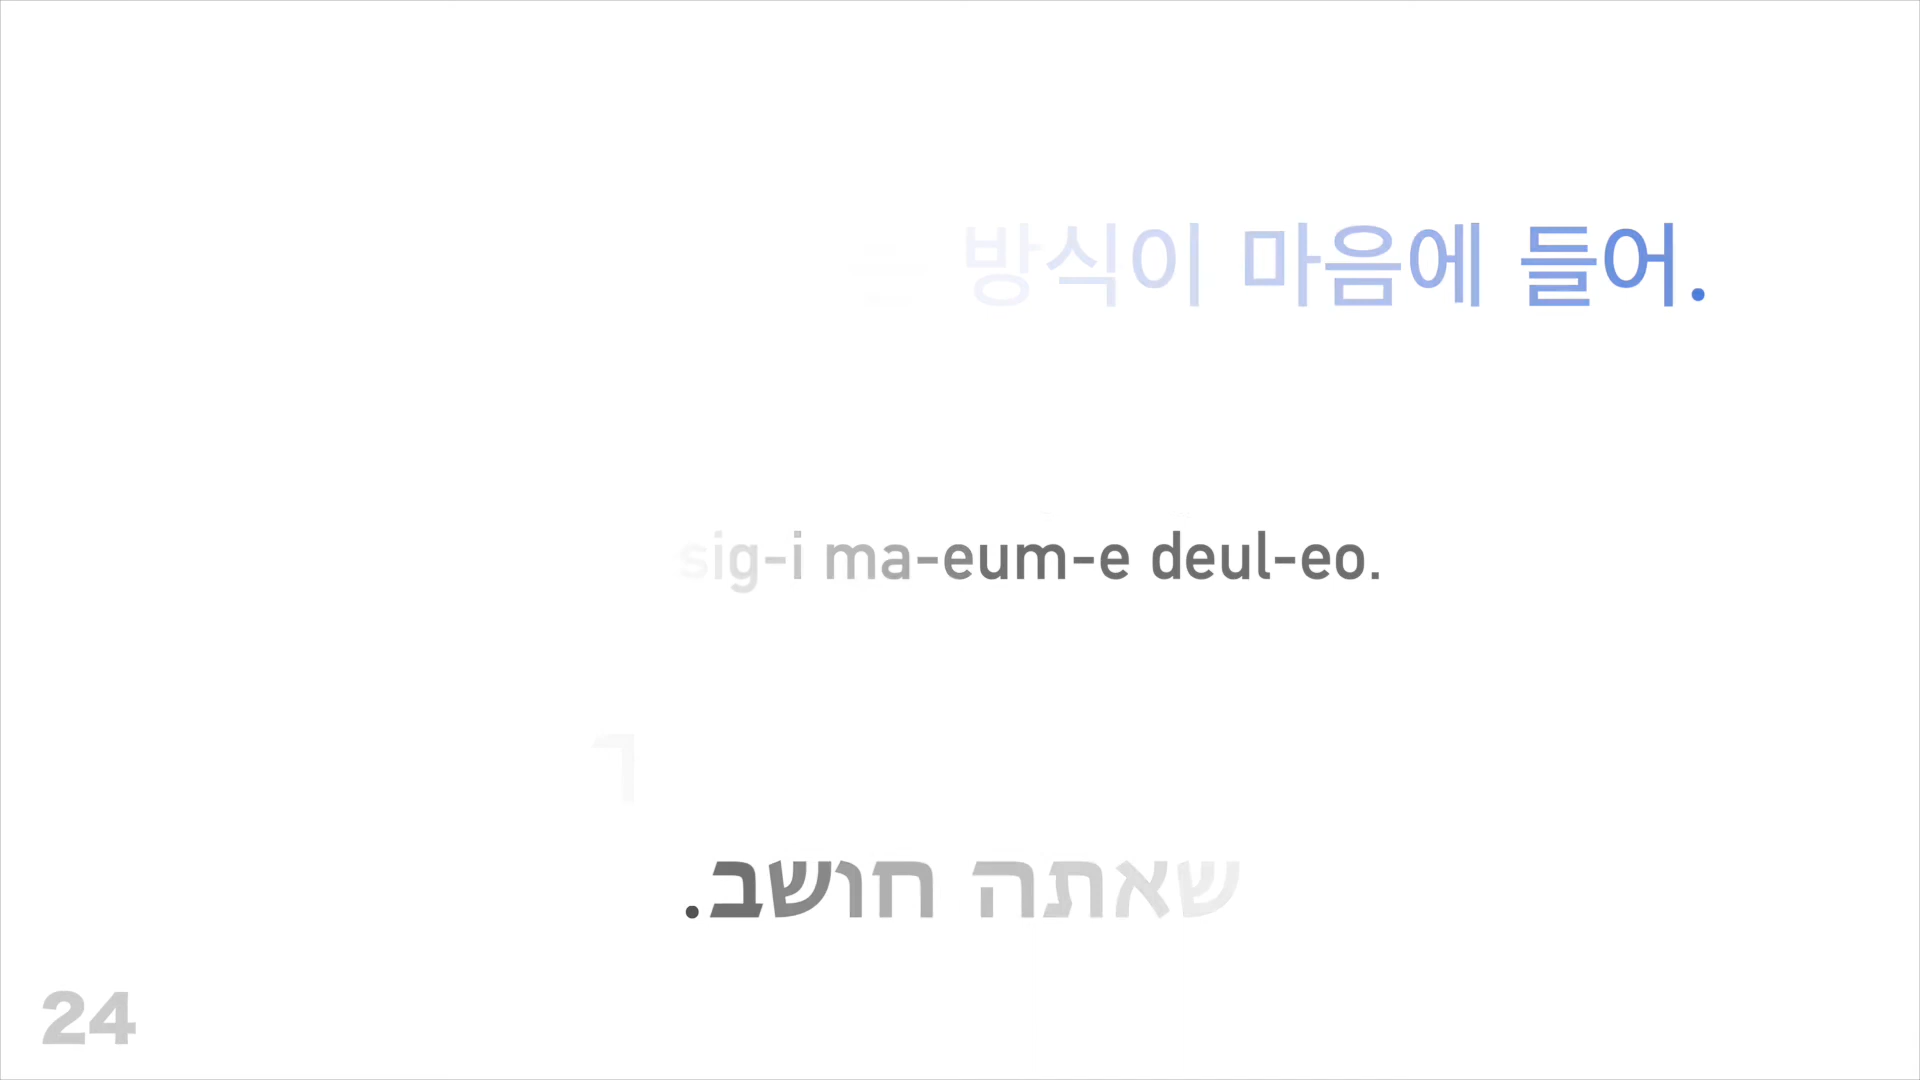 방식이 마음에 들어.
sig-i ma-eum-e deul-eo.
שאתה חושב.
24